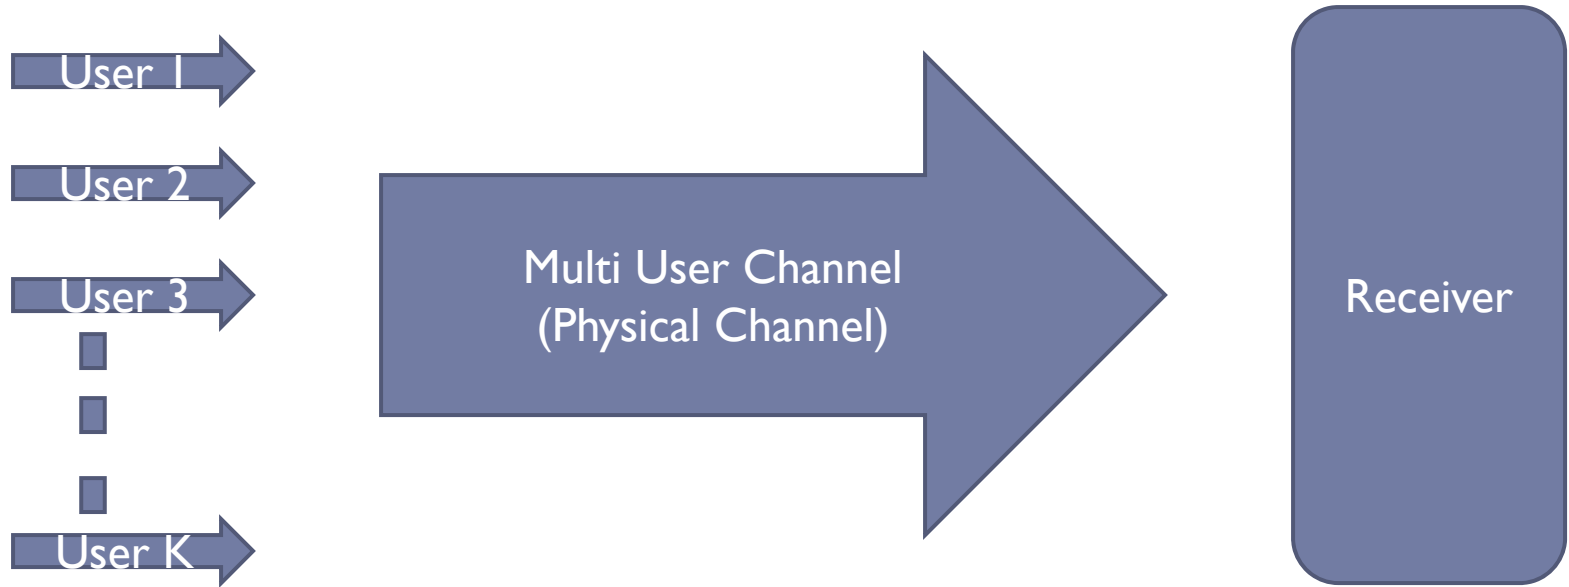 User 1
User 2
User 3
User K
Multi User Channel
(Physical Channel)
Receiver